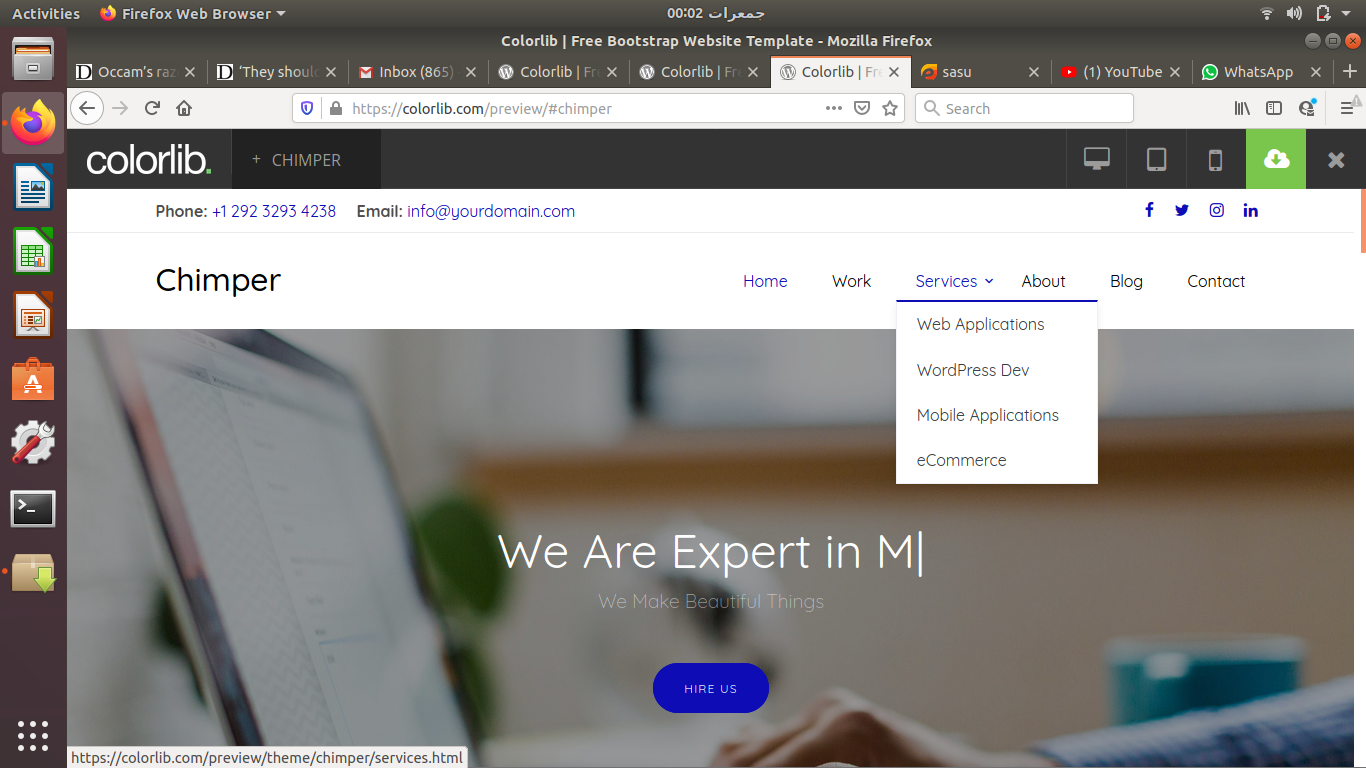 Activities Firefox Web Browser جمعرات 00:02
Colorlib | Free Bootstrap Website Template - Mozilla Firefox
Occam's raz 'They shoul Inbox (865) - Colorlib | Fre Colorlib | Fre Colorlib | Fre sasu (1) YouTube WhatsApp
https://colorlib.com/preview/#chimper Search
colorlib. + CHIMPER
Phone: +1 292 3293 4238 Email: info@yourdomain.com
Chimper Home Work Services About Blog Contact
Web Applications
WordPress Dev
Mobile Applications
eCommerce
We Are Expert in M|
We Make Beautiful Things
HIRE US
https://colorlib.com/preview/theme/chimper/services.html